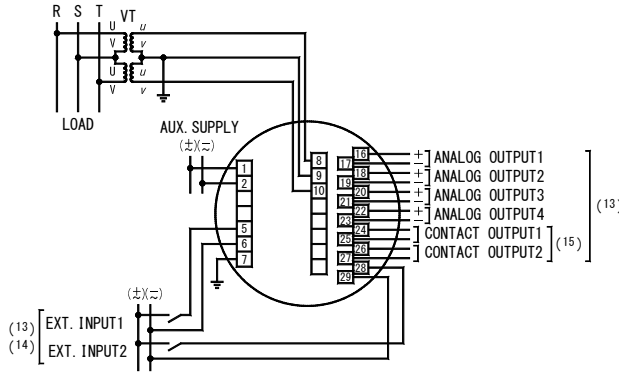 R S T VT
U u
V v
U u
V v
LOAD
AUX. SUPPLY
(±)(≂)
1
2
5
6
7
8
9
10
16
17
18
19
20
21
22
23
24
25
26
27
28
29
+
− ANALOG OUTPUT1
+
− ANALOG OUTPUT2
+
− ANALOG OUTPUT3
+
− ANALOG OUTPUT4
CONTACT OUTPUT1
CONTACT OUTPUT2
(15)
(13)
(±)(≂)
(13)
(14)
EXT. INPUT1
EXT. INPUT2